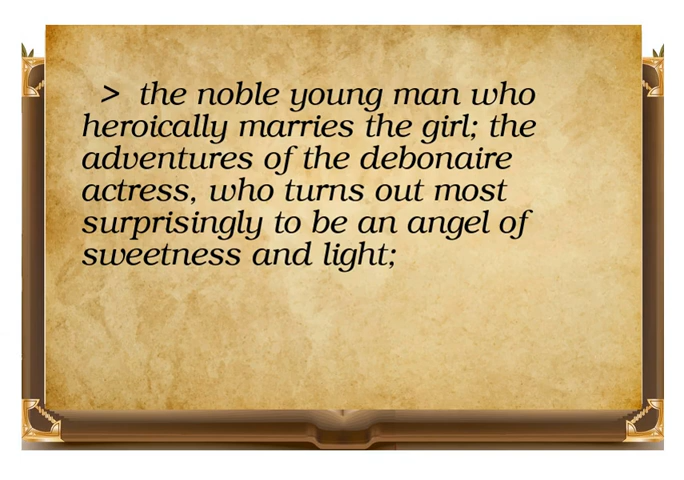 > the noble young man who
heroically marries the girl; the
adventures of the debonaire
actress, who turns out most
surprisingly to be an angel of
sweetness and light;